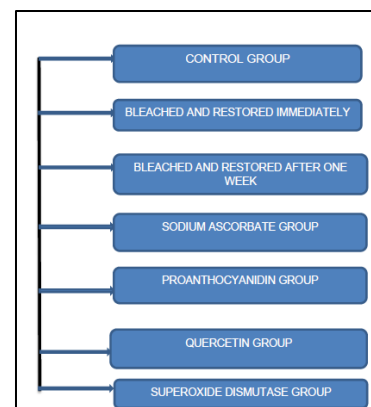 CONTROL GROUP
BLEACHED AND RESTORED IMMEDIATELY
BLEACHED AND RESTORED AFTER ONE
WEEK
SODIUM ASCORBATE GROUP
PROANTHOCYANIDIN GROUP
QUERCETIN GROUP
SUPEROXIDE DISMUTASE GROUP